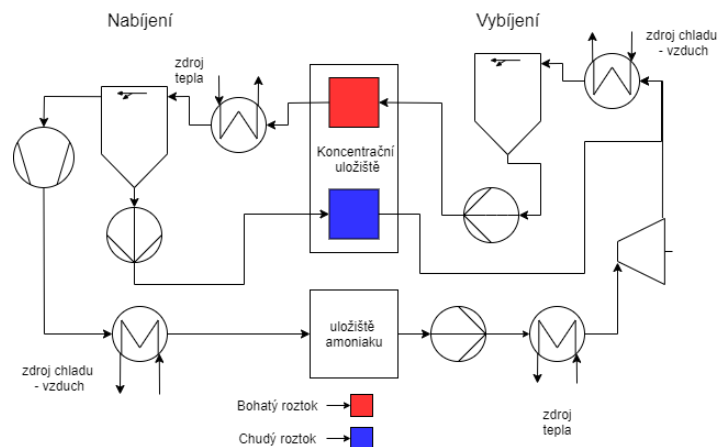 Nabíjení
Vybíjení
zdroj
tepla
zdroj chladu
- vzduch
Koncentrační
uložiště
zdroj chladu
- vzduch
uložiště
amoniaku
zdroj
tepla
Bohatý roztok
Chudý roztok